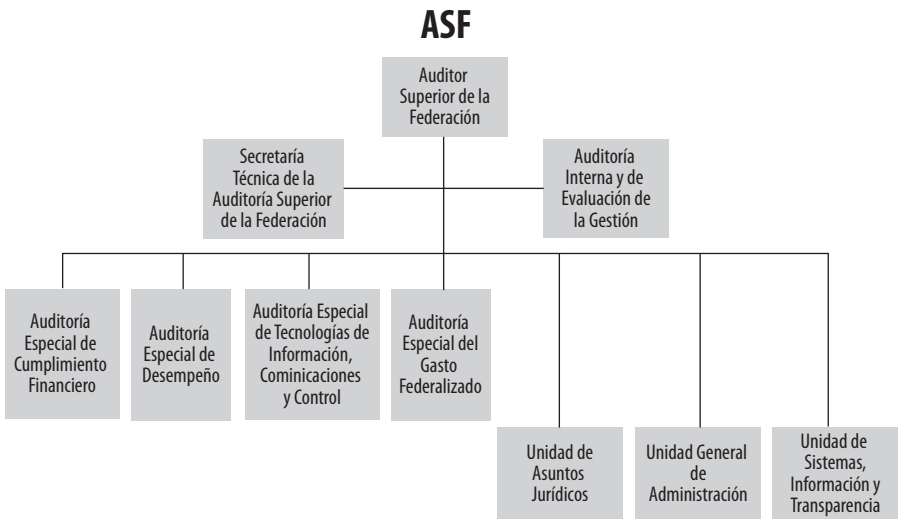 ASF
Auditor
Superior de la
Federación
Secretaría
Técnica de la
Auditoría Superior
de la Federación
Auditoría
Interna y de
Evaluación de
la Gestión
Auditoría
Especial de
Cumplimiento
Financiero
Auditoría
Especial de
Desempeño
Auditoría Especial
de Tecnologías de
Información,
Cominicaciones
y Control
Auditoría
Especial del
Gasto
Federalizado
Unidad de
Asuntos
Jurídicos
Unidad General
de
Administración
Unidad de
Sistemas,
Información y
Transparencia